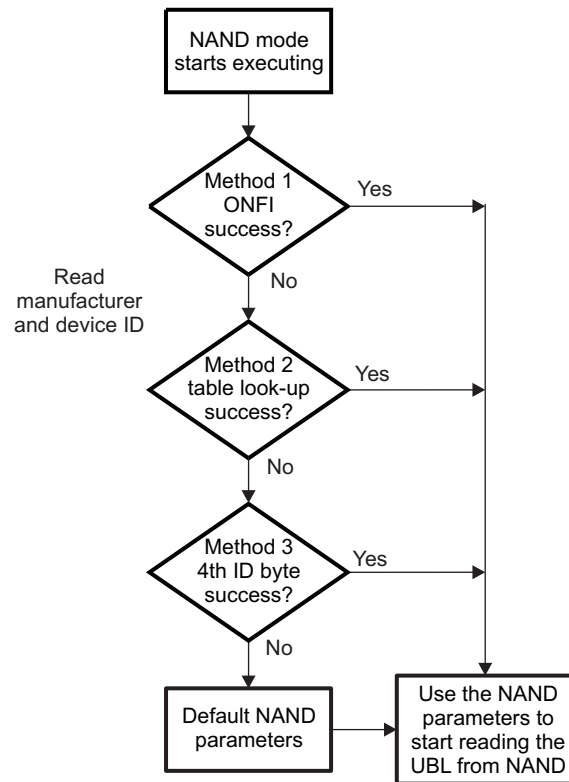 NAND mode
starts executing
Method 1
ONFI
success?
Yes
Read
manufacturer
and device ID
No
Method 2
table look-up
success?
Yes
No
Method 3
4th ID byte
success?
Yes
No
Default NAND
parameters
Use the NAND
parameters to
start reading the
UBL from NAND